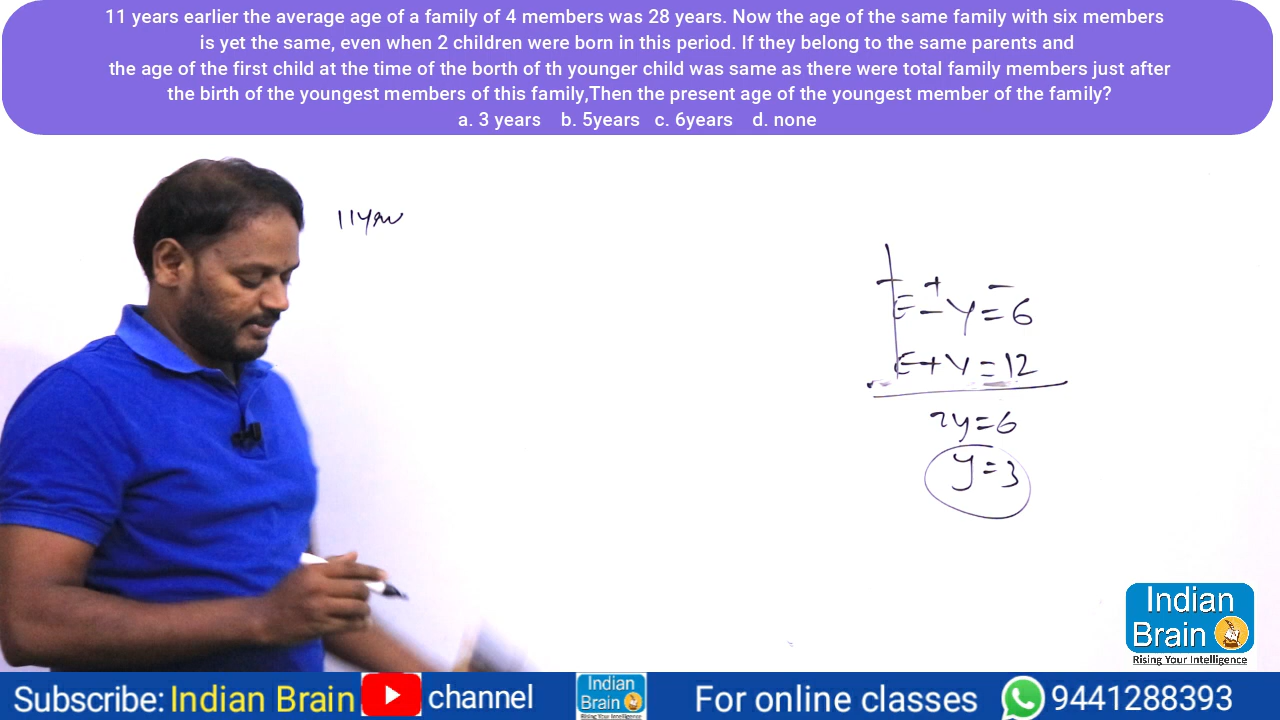 11 years earlier the average age of a family of 4 members was 28 years. Now the age of the same family with six members
is yet the same, even when 2 children were born in this period. If they belong to the same parents and
the age of the first child at the time of the borth of th younger child was same as there were total family members just after
the birth of the youngest members of this family,Then the present age of the youngest member of the family?
a. 3 years b. 5years c. 6years d. none
E - y = 6
E + y = 12
2y = 6
y = 3
Indian
Brain
Rising Your Intelligence
Subscribe: Indian Brain channel
Indian
Brain
Rising Your Intelligence
For online classes 9441288393